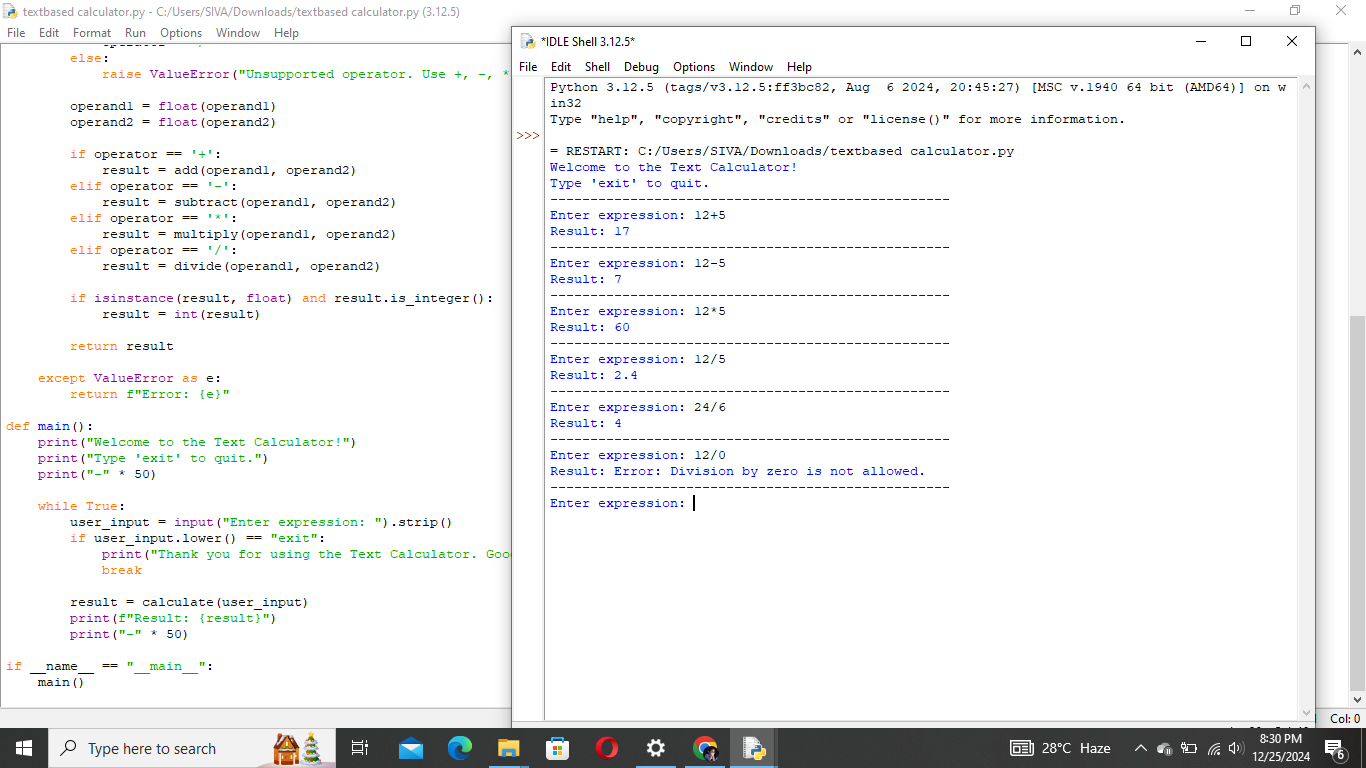 textbased calculator.py - C:/Users/SIVA/Downloads/textbased calculator.py (3.12.5)
File Edit Format Run Options Window Help
    else:
        raise ValueError("Unsupported operator. Use +, -, *
    operand1 = float(operand1)
    operand2 = float(operand2)
    if operator == '+':
        result = add(operand1, operand2)
    elif operator == '-':
        result = subtract(operand1, operand2)
    elif operator == '*':
        result = multiply(operand1, operand2)
    elif operator == '/':
        result = divide(operand1, operand2)
    if isinstance(result, float) and result.is_integer():
        result = int(result)
    return result
except ValueError as e:
    return f"Error: {e}"
def main():
    print("Welcome to the Text Calculator!")
    print("Type 'exit' to quit.")
    print("-" * 50)
    while True:
        user_input = input("Enter expression: ").strip()
        if user_input.lower() == "exit":
            print("Thank you for using the Text Calculator.
            break
        result = calculate(user_input)
        print(f"Result: {result}")
        print("-" * 50)
if __name__ == "__main__":
    main()
*IDLE Shell 3.12.5*
File Edit Shell Debug Options Window Help
Python 3.12.5 (tags/v3.12.5:ff3bc82, Aug  6 2024, 20:45:27) [MSC v.1940 64 bit (AMD64)] on w
in32
Type "help", "copyright", "credits" or "license()" for more information.
>>>
= RESTART: C:/Users/SIVA/Downloads/textbased calculator.py
Welcome to the Text Calculator!
Type 'exit' to quit.
--------------------------------------------------
Enter expression: 12+5
Result: 17
--------------------------------------------------
Enter expression: 12-5
Result: 7
--------------------------------------------------
Enter expression: 12*5
Result: 60
--------------------------------------------------
Enter expression: 12/5
Result: 2.4
--------------------------------------------------
Enter expression: 24/6
Result: 4
--------------------------------------------------
Enter expression: 12/0
Result: Error: Division by zero is not allowed.
--------------------------------------------------
Enter expression:
Col: 0
Type here to search
28°C Haze
8:30 PM
12/25/2024
6